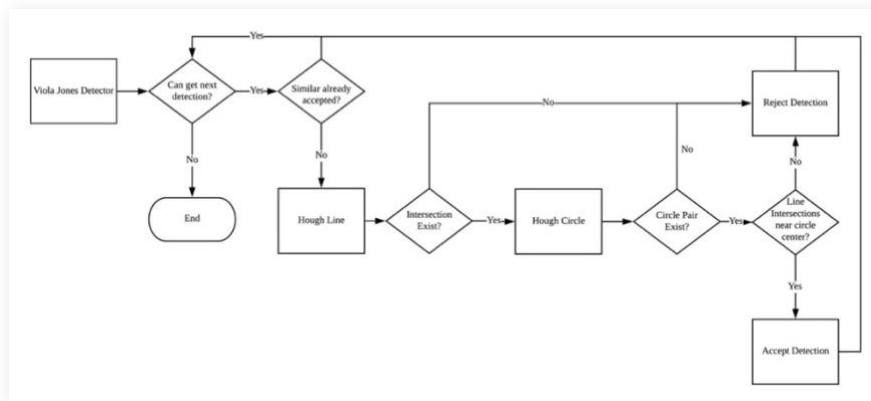 Yes
Viola Jones Detector
Can get next
detection?
Yes
Similar already
accepted?
No
Reject Detection
No
No
No
No
End
Hough Line
Intersection
Exist?
Yes
Hough Circle
Circle Pair
Exist?
Yes
Line
Intersections
near circle
center?
Yes
Accept Detection